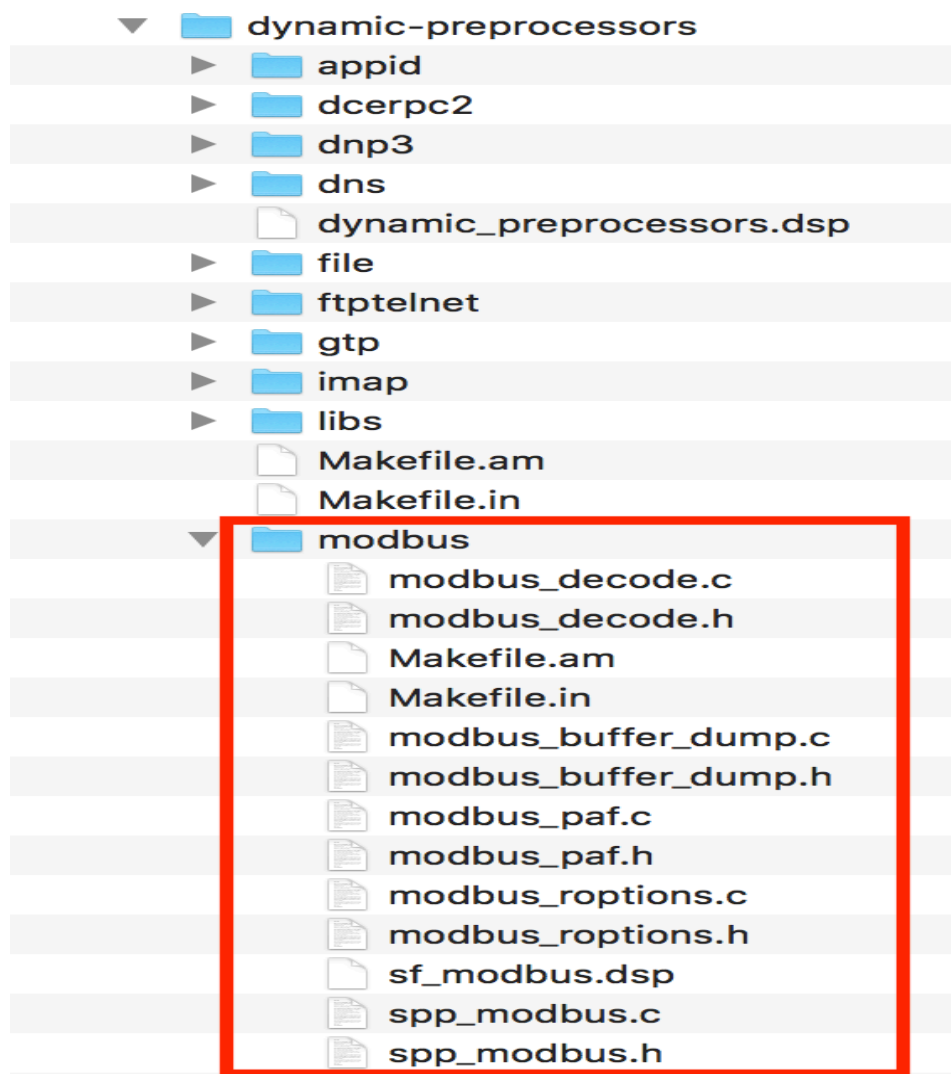 dynamic-preprocessors
appid
dcerpc2
dnp3
dns
dynamic_preprocessors.dsp
file
ftptelnet
gtp
imap
libs
Makefile.am
Makefile.in
modbus
modbus_decode.c
modbus_decode.h
Makefile.am
Makefile.in
modbus_buffer_dump.c
modbus_buffer_dump.h
modbus_paf.c
modbus_paf.h
modbus_roptions.c
modbus_roptions.h
sf_modbus.dsp
spp_modbus.c
spp_modbus.h